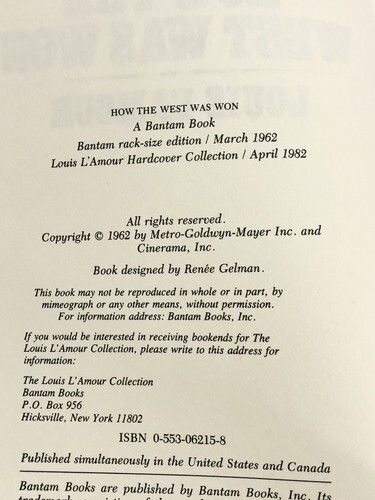 HOW THE WEST WAS WON
A Bantam Book
Bantam rack-size edition / March 1962
Louis L'Amour Hardcover Collection / April 1982
All rights reserved.
Copyright © 1962 by Metro-Goldwyn-Mayer Inc. and
Cinerama, Inc.
Book designed by Renée Gelman.
This book may not be reproduced in whole or in part, by
mimeograph or any other means, without permission.
For information address: Bantam Books, Inc.
If you would be interested in receiving bookends for The
Louis L'Amour Collection, please write to this address for
information:
The Louis L'Amour Collection
Bantam Books
P.O. Box 956
Hicksville, New York 11802
ISBN 0-553-06215-8
Published simultaneously in the United States and Canada
Bantam Books are published by Bantam Books, Inc. Its